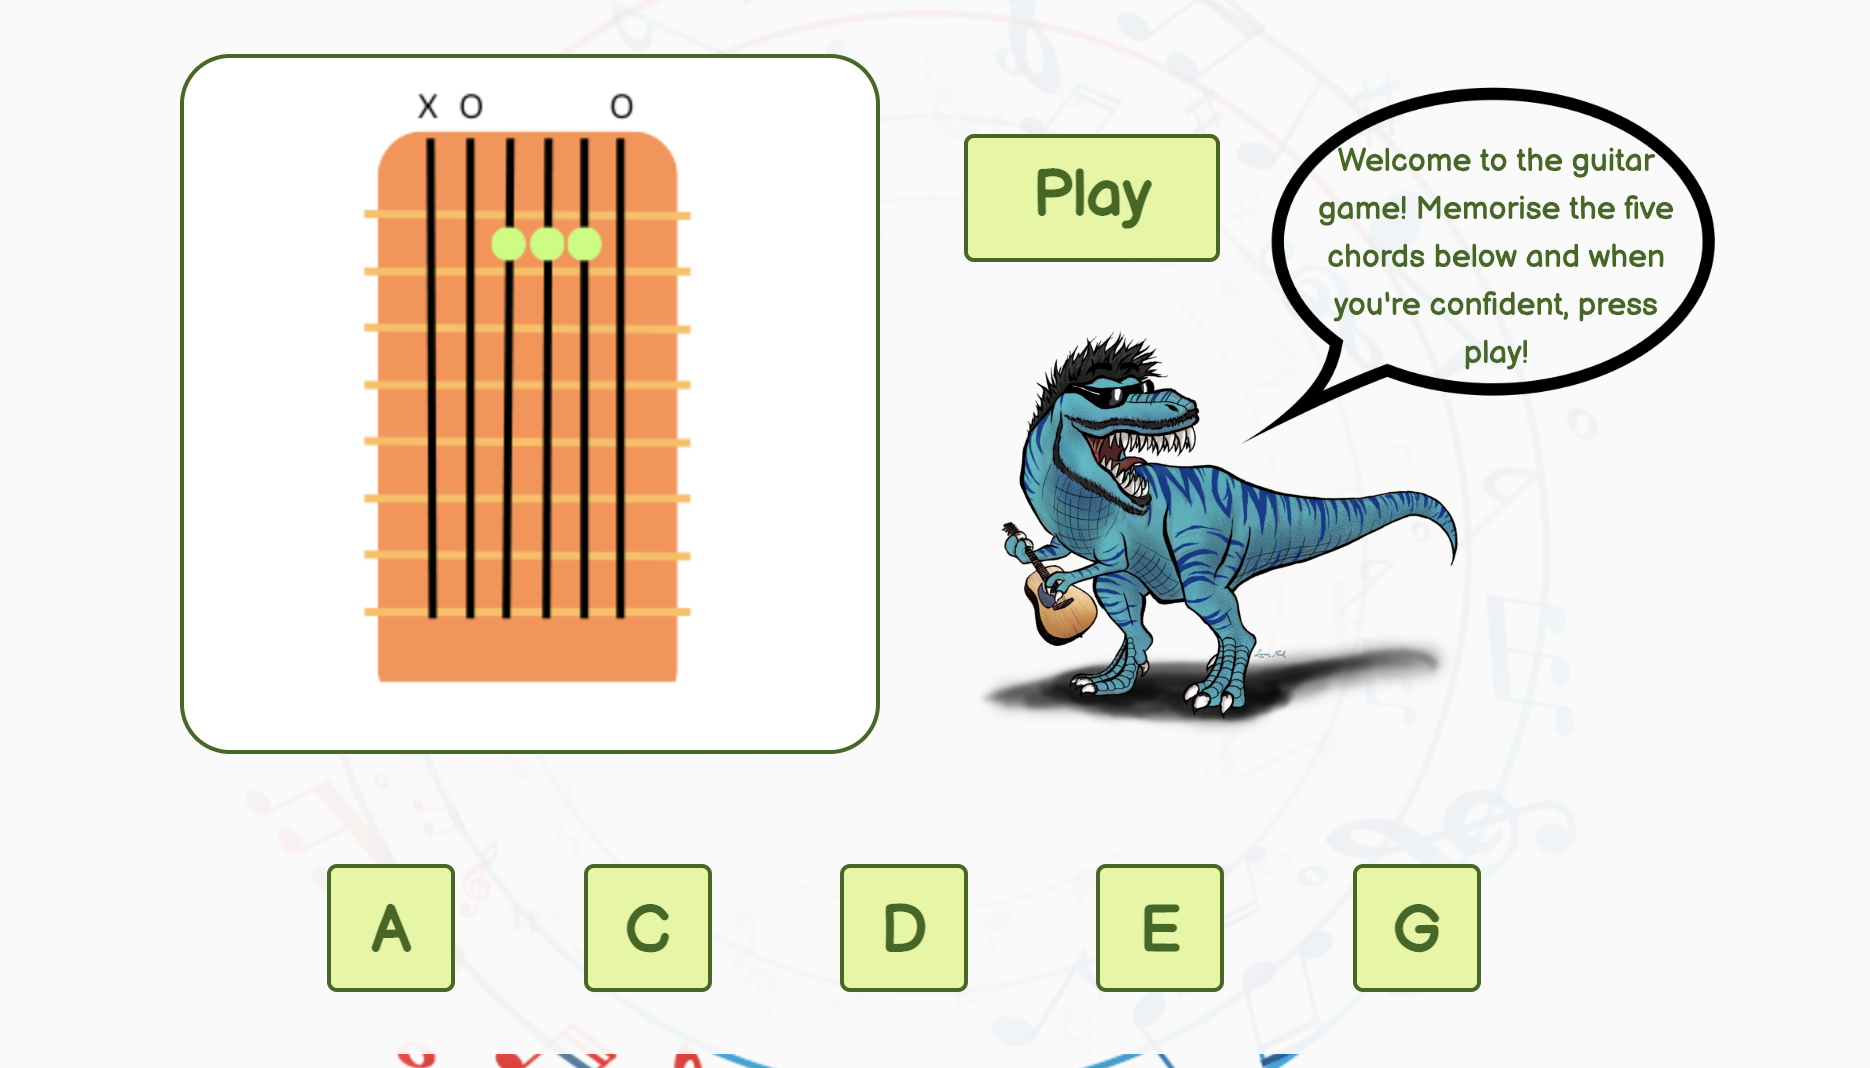 X O O
Play
Welcome to the guitar
game! Memorise the five
chords below and when
you're confident, press
play!
A C D E G